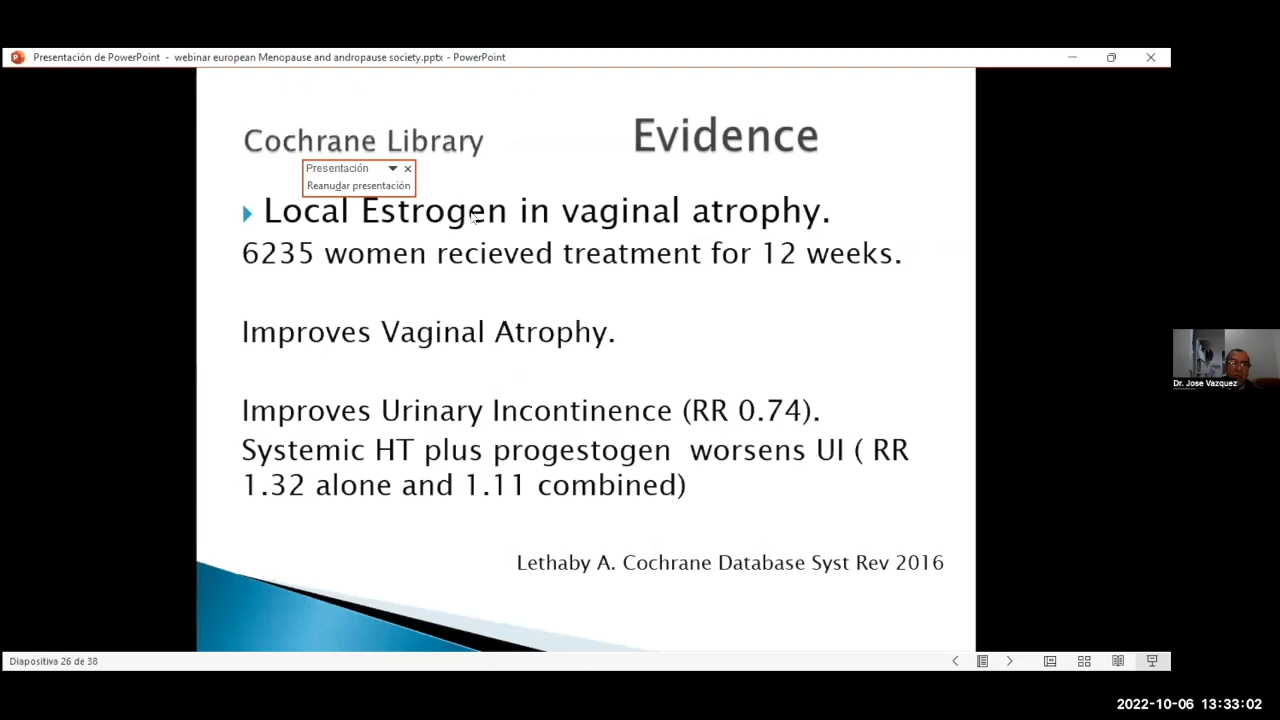 Presentación de PowerPoint - webinar european Menopause and andropause society.pptx - PowerPoint
Cochrane Library
Evidence
Presentación
Reanudar presentación
Local Estrogen in vaginal atrophy.
6235 women recieved treatment for 12 weeks.
Improves Vaginal Atrophy.
Improves Urinary Incontinence (RR 0.74).
Systemic HT plus progestogen worsens UI ( RR
1.32 alone and 1.11 combined)
Lethaby A. Cochrane Database Syst Rev 2016
Dr. Jose Vazquez
Diapositiva 26 de 38
2022-10-06 13:33:02